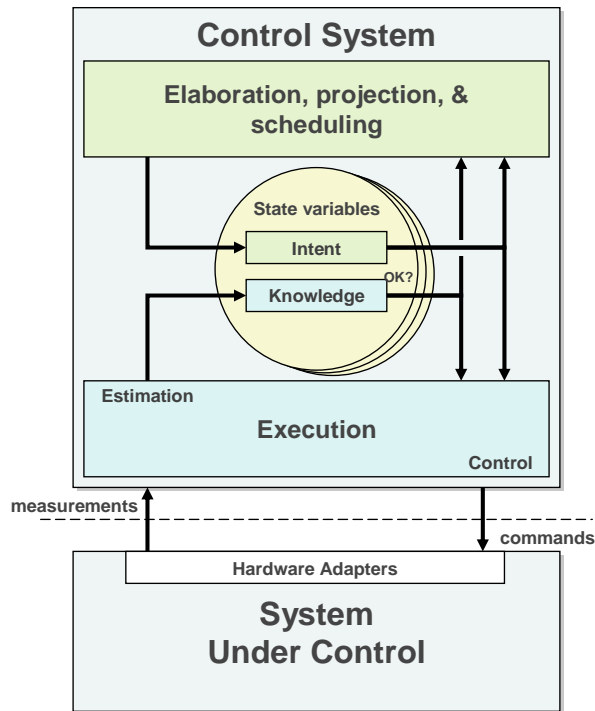 Control System
Elaboration, projection, &
scheduling
State variables
Intent
OK?
Knowledge
Estimation
Execution
Control
measurements
commands
Hardware Adapters
System
Under Control